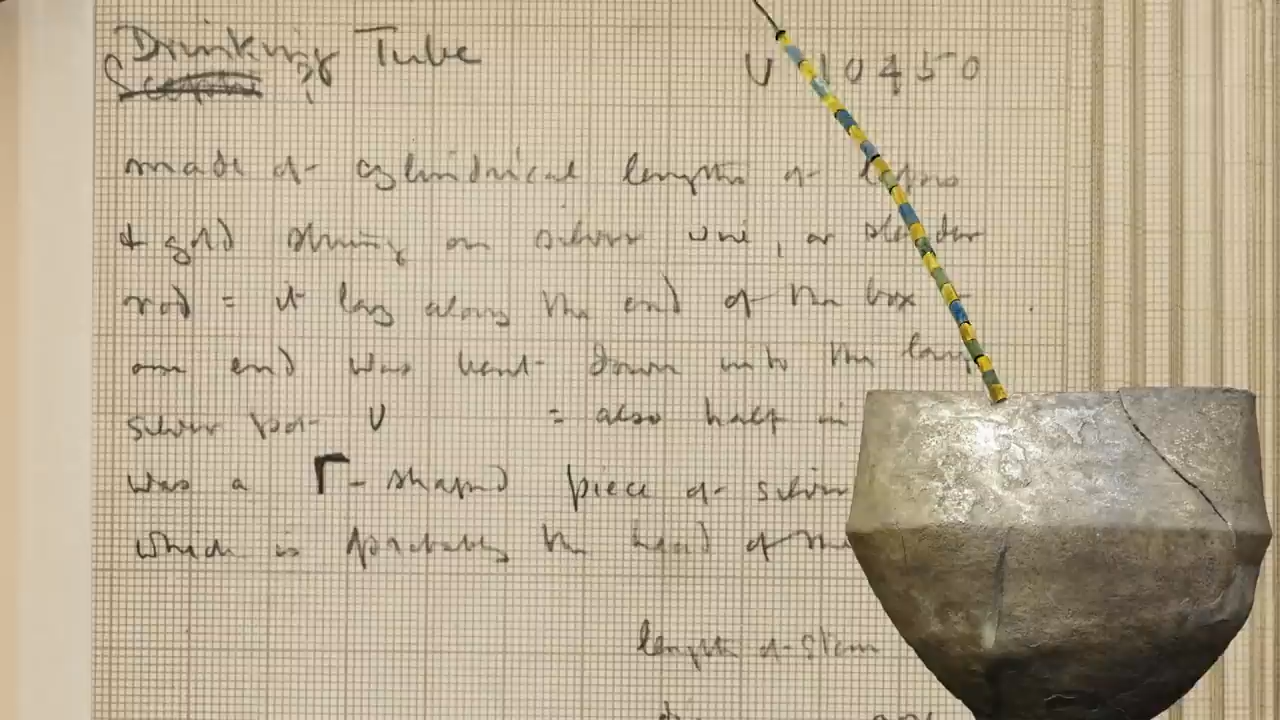 Drinking Tube U 10450
made of cylindrical lengths of lapis
& gold strung on silver wire, or slender
rod = it lay along the end of the box -
one end was bent down into the large
silver pot U = also half in
was a Γ-shaped piece of silver
which is probably the head of the
length of stem